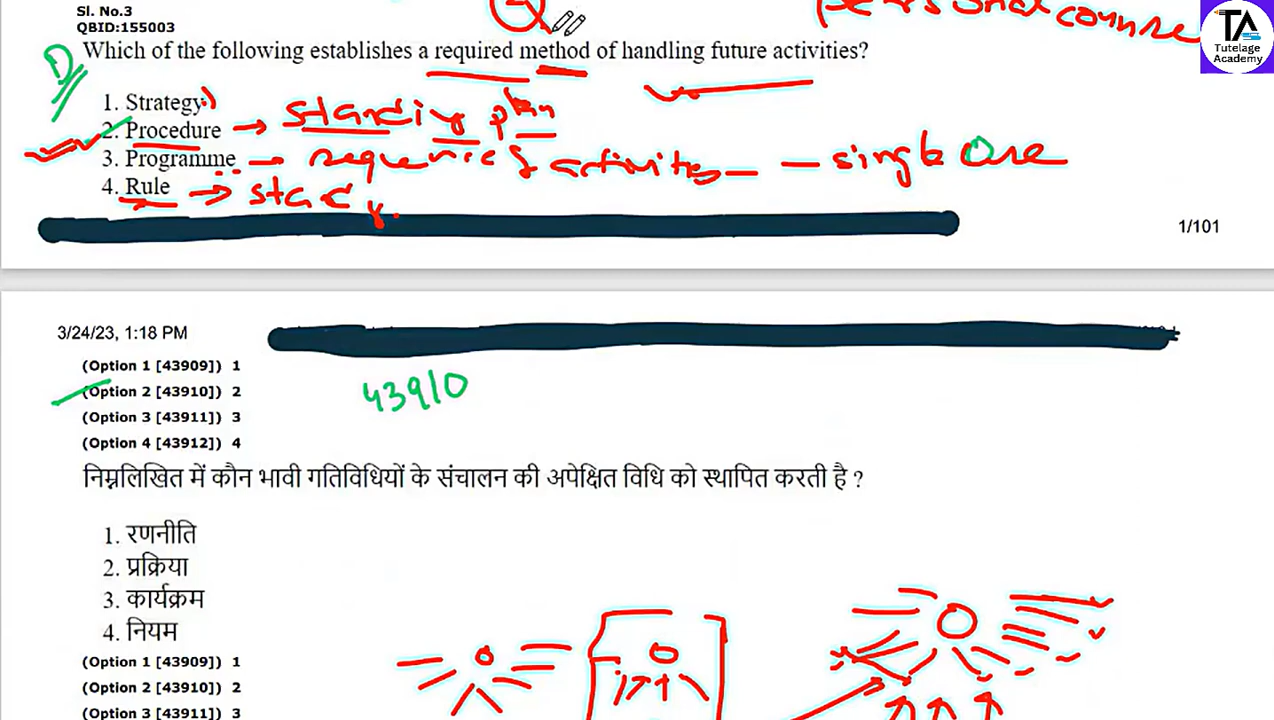 Sl. No.3
QBID:155003
Which of the following establishes a required method of handling future activities?
1. Strategy
2. Procedure → standing plan
3. Programme – sequence of activities – – single one
4. Rule →
1/101
TA
Tutelage
Academy
3/24/23, 1:18 PM
(Option 1 [43909]) 1
(Option 2 [43910]) 2
43910
(Option 3 [43911]) 3
(Option 4 [43912]) 4
निम्नलिखित में कौन भावी गतिविधियों के संचालन की अपेक्षित विधि को स्थापित करती है ?
1. रणनीति
2. प्रक्रिया
3. कार्यक्रम
4. नियम
(Option 1 [43909]) 1
(Option 2 [43910]) 2
(Option 3 [43911]) 3